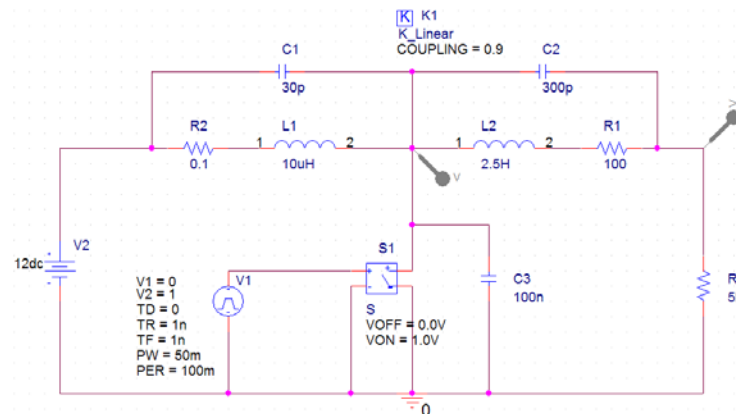 K K1
K_Linear
COUPLING = 0.9
C1
30p
C2
300p
R2
0.1
1 L1 2
10uH
1 L2 2
2.5H
R1
100
V
V2
12dc
V1 = 0
V2 = 1
TD = 0
TR = 1n
TF = 1n
PW = 50m
PER = 100m
V1
S1
S
VOFF = 0.0V
VON = 1.0V
C3
100n
0